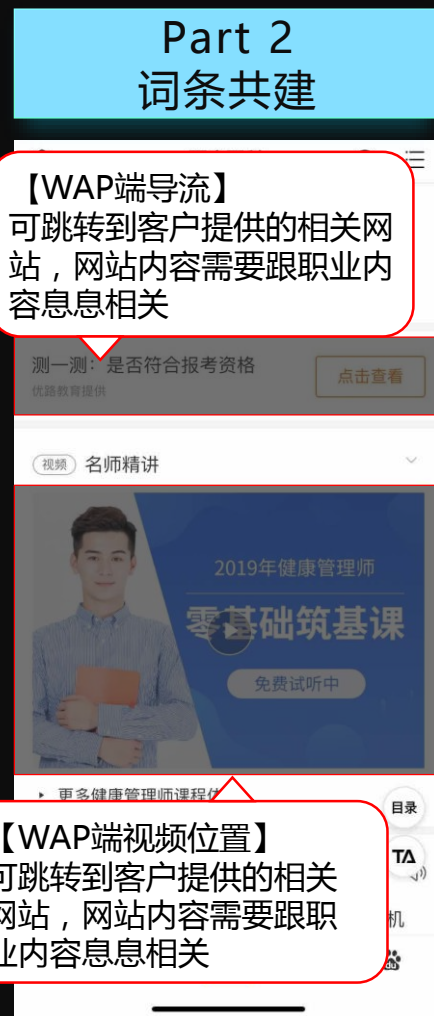 Part 2
词条共建
【WAP端导流】
可跳转到客户提供的相关网
站，网站内容需要跟职业内
容息息相关
测一测：是否符合报考资格
点击查看
优路教育提供
视频 名师精讲
2019年健康管理师
零基础筑基课
免费试听中
更多健康管理师课程
目录
【WAP端视频位置】
可跳转到客户提供的相关
网站，网站内容需要跟职
业内容息息相关
TA
机
du